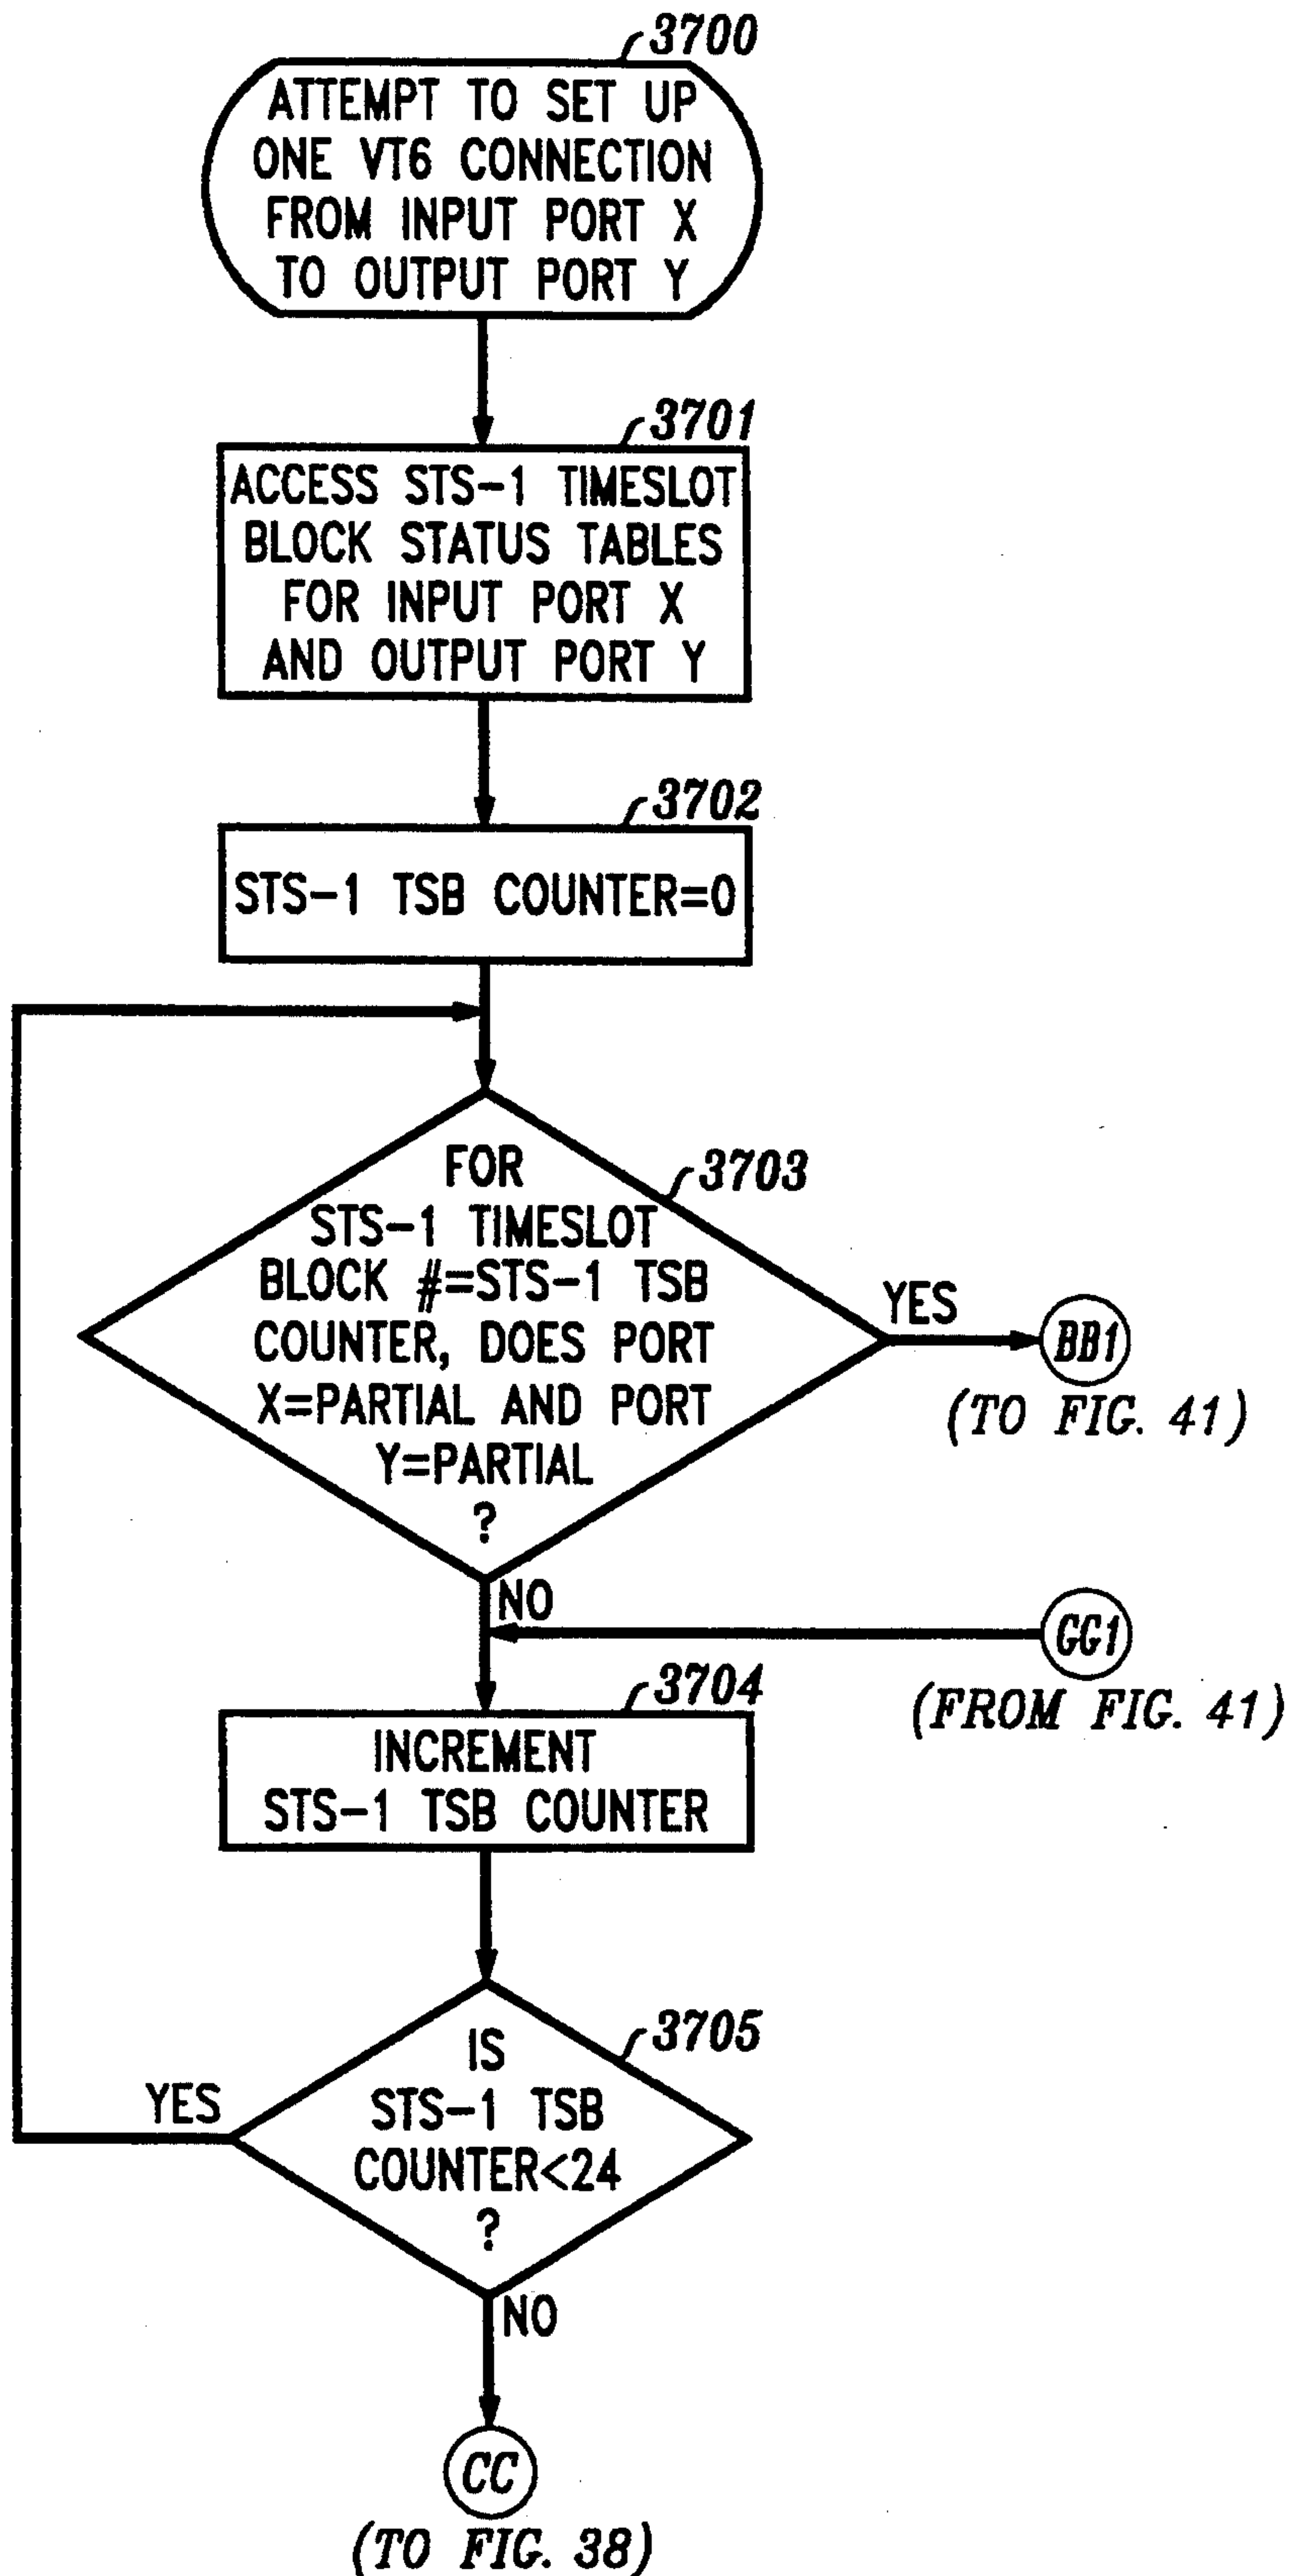 3700
ATTEMPT TO SET UP
ONE VT6 CONNECTION
FROM INPUT PORT X
TO OUTPUT PORT Y
3701
ACCESS STS-1 TIMESLOT
BLOCK STATUS TABLES
FOR INPUT PORT X
AND OUTPUT PORT Y
3702
STS-1 TSB COUNTER=0
3703
FOR
STS-1 TIMESLOT
BLOCK #=STS-1 TSB
COUNTER, DOES PORT
X=PARTIAL AND PORT
Y=PARTIAL
?
YES
BB1
(TO FIG. 41)
NO
GG1
(FROM FIG. 41)
3704
INCREMENT
STS-1 TSB COUNTER
3705
IS
STS-1 TSB
COUNTER<24
?
YES
NO
CC
(TO FIG. 38)